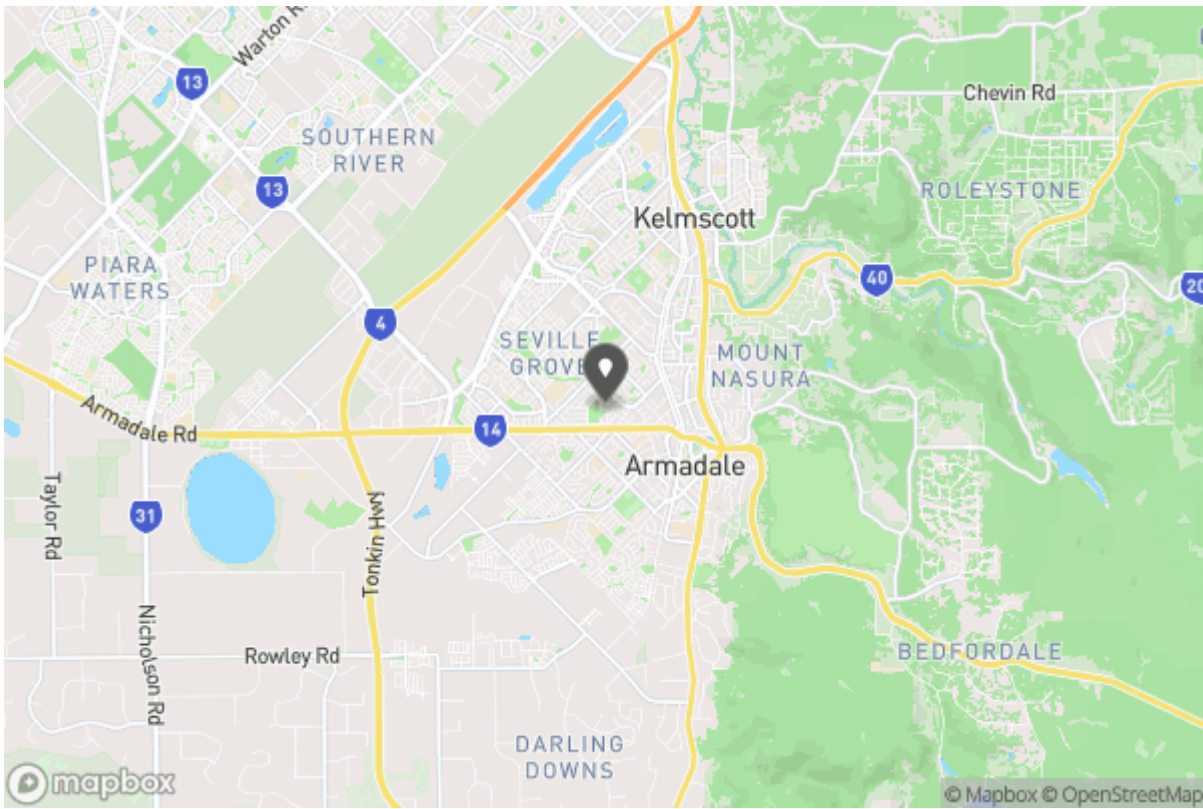 Warton R
13
Chevin Rd
SOUTHERN
RIVER
13
ROLEYSTONE
Kelmscott
PIARA
WATERS
40
20
4
SEVILLE
GROVE
MOUNT
NASURA
Armadale Rd
14
Armadale
Taylor Rd
31
Tonkin Hwy
Nicholson Rd
Rowley Rd
BEDFORDALE
DARLING
DOWNS
mapbox
© Mapbox © OpenStreetMap